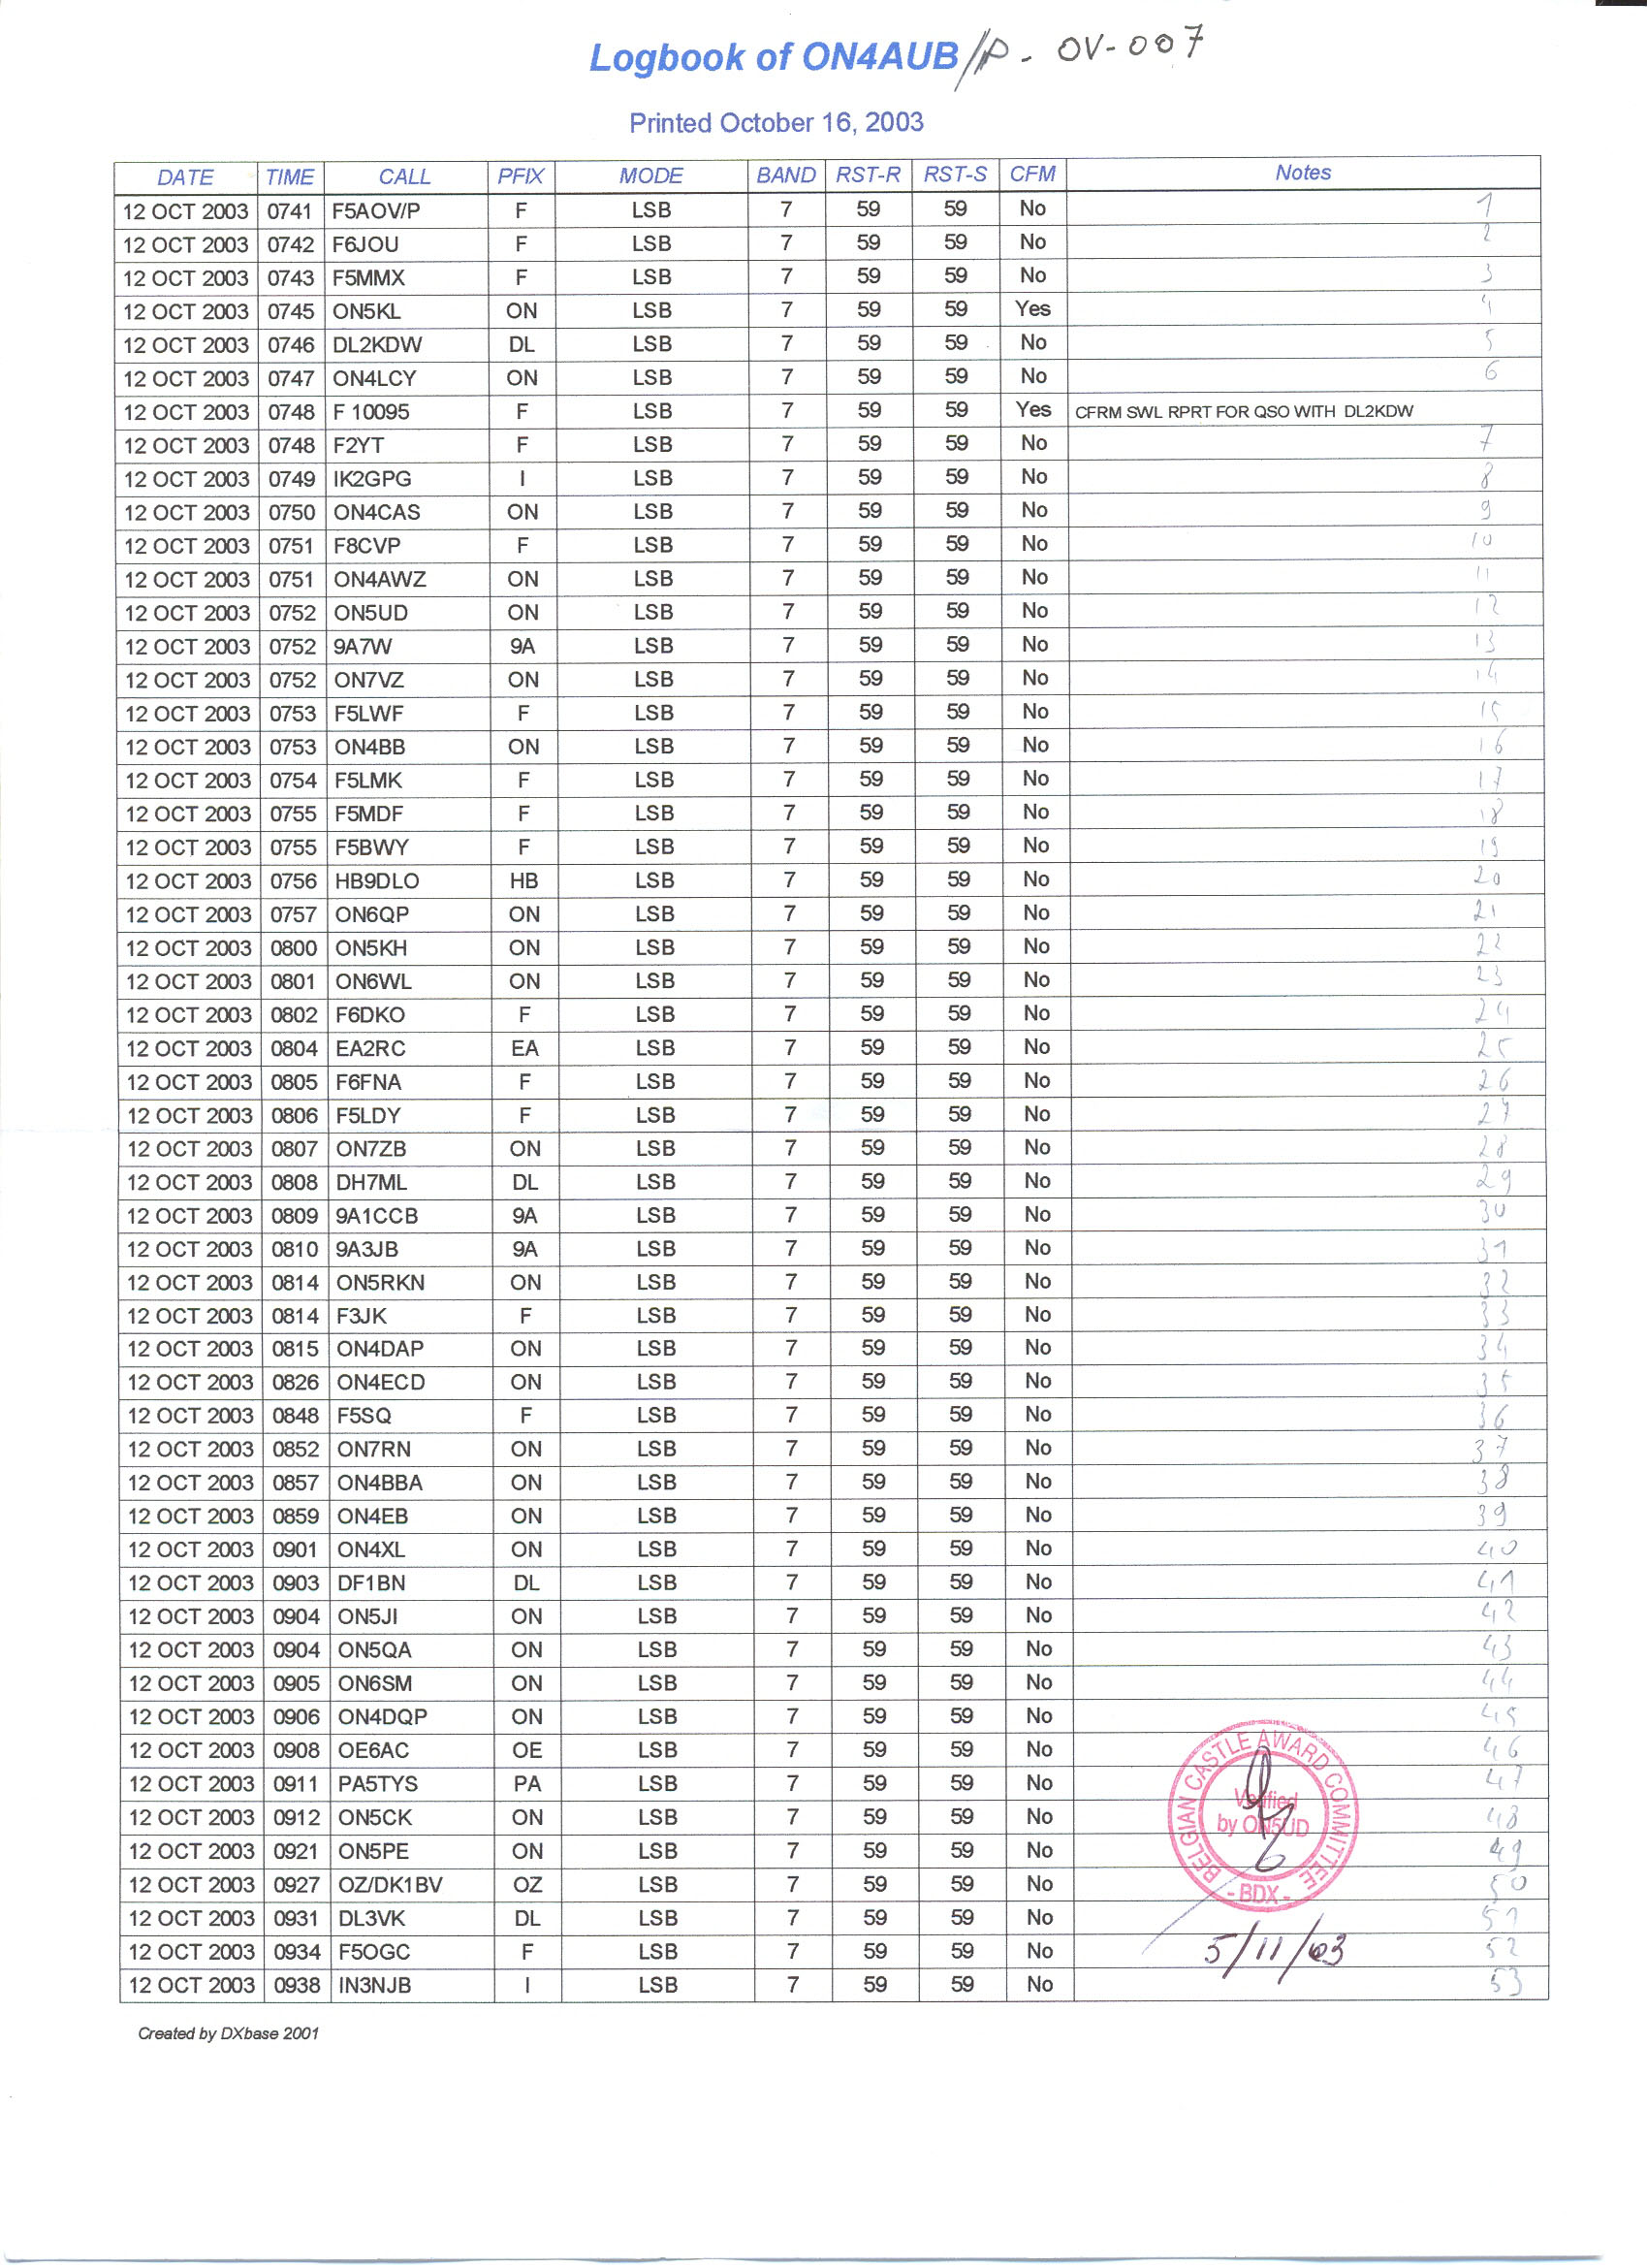 Logbook of ON4AUB/P - OV-007
Printed October 16, 2003
DATE TIME CALL PFIX MODE BAND RST-R RST-S CFM Notes
12 OCT 2003 0741 F5AOV/P F LSB 7 59 59 No 1
12 OCT 2003 0742 F6JOU F LSB 7 59 59 No 2
12 OCT 2003 0743 F5MMX F LSB 7 59 59 No 3
12 OCT 2003 0745 ON5KL ON LSB 7 59 59 Yes 4
12 OCT 2003 0746 DL2KDW DL LSB 7 59 59 No 5
12 OCT 2003 0747 ON4LCY ON LSB 7 59 59 No 6
12 OCT 2003 0748 F 10095 F LSB 7 59 59 Yes CFRM SWL RPRT FOR QSO WITH DL2KDW
12 OCT 2003 0748 F2YT F LSB 7 59 59 No 7
12 OCT 2003 0749 IK2GPG I LSB 7 59 59 No 8
12 OCT 2003 0750 ON4CAS ON LSB 7 59 59 No 9
12 OCT 2003 0751 F8CVP F LSB 7 59 59 No 10
12 OCT 2003 0751 ON4AWZ ON LSB 7 59 59 No 11
12 OCT 2003 0752 ON5UD ON LSB 7 59 59 No 12
12 OCT 2003 0752 9A7W 9A LSB 7 59 59 No 13
12 OCT 2003 0752 ON7VZ ON LSB 7 59 59 No 14
12 OCT 2003 0753 F5LWF F LSB 7 59 59 No 15
12 OCT 2003 0753 ON4BB ON LSB 7 59 59 No 16
12 OCT 2003 0754 F5LMK F LSB 7 59 59 No 17
12 OCT 2003 0755 F5MDF F LSB 7 59 59 No 18
12 OCT 2003 0755 F5BWY F LSB 7 59 59 No 19
12 OCT 2003 0756 HB9DLO HB LSB 7 59 59 No 20
12 OCT 2003 0757 ON6QP ON LSB 7 59 59 No 21
12 OCT 2003 0800 ON5KH ON LSB 7 59 59 No 22
12 OCT 2003 0801 ON6WL ON LSB 7 59 59 No 23
12 OCT 2003 0802 F6DKO F LSB 7 59 59 No 24
12 OCT 2003 0804 EA2RC EA LSB 7 59 59 No 25
12 OCT 2003 0805 F6FNA F LSB 7 59 59 No 26
12 OCT 2003 0806 F5LDY F LSB 7 59 59 No 27
12 OCT 2003 0807 ON7ZB ON LSB 7 59 59 No 28
12 OCT 2003 0808 DH7ML DL LSB 7 59 59 No 29
12 OCT 2003 0809 9A1CCB 9A LSB 7 59 59 No 30
12 OCT 2003 0810 9A3JB 9A LSB 7 59 59 No 31
12 OCT 2003 0814 ON5RKN ON LSB 7 59 59 No 32
12 OCT 2003 0814 F3JK F LSB 7 59 59 No 33
12 OCT 2003 0815 ON4DAP ON LSB 7 59 59 No 34
12 OCT 2003 0826 ON4ECD ON LSB 7 59 59 No 35
12 OCT 2003 0848 F5SQ F LSB 7 59 59 No 36
12 OCT 2003 0852 ON7RN ON LSB 7 59 59 No 37
12 OCT 2003 0857 ON4BBA ON LSB 7 59 59 No 38
12 OCT 2003 0859 ON4EB ON LSB 7 59 59 No 39
12 OCT 2003 0901 ON4XL ON LSB 7 59 59 No 40
12 OCT 2003 0903 DF1BN DL LSB 7 59 59 No 41
12 OCT 2003 0904 ON5JI ON LSB 7 59 59 No 42
12 OCT 2003 0904 ON5QA ON LSB 7 59 59 No 43
12 OCT 2003 0905 ON6SM ON LSB 7 59 59 No 44
12 OCT 2003 0906 ON4DQP ON LSB 7 59 59 No 45
12 OCT 2003 0908 OE6AC OE LSB 7 59 59 No 46
12 OCT 2003 0911 PA5TYS PA LSB 7 59 59 No 47
12 OCT 2003 0912 ON5CK ON LSB 7 59 59 No 48
12 OCT 2003 0921 ON5PE ON LSB 7 59 59 No 49
12 OCT 2003 0927 OZ/DK1BV OZ LSB 7 59 59 No 50
12 OCT 2003 0931 DL3VK DL LSB 7 59 59 No 51
12 OCT 2003 0934 F5OGC F LSB 7 59 59 No 52
12 OCT 2003 0938 IN3NJB I LSB 7 59 59 No 53
BELGIAN CASTLE AWARD COMMITTEE
Verified
by ON5UD
- BDX -
5/11/03
Created by DXbase 2001